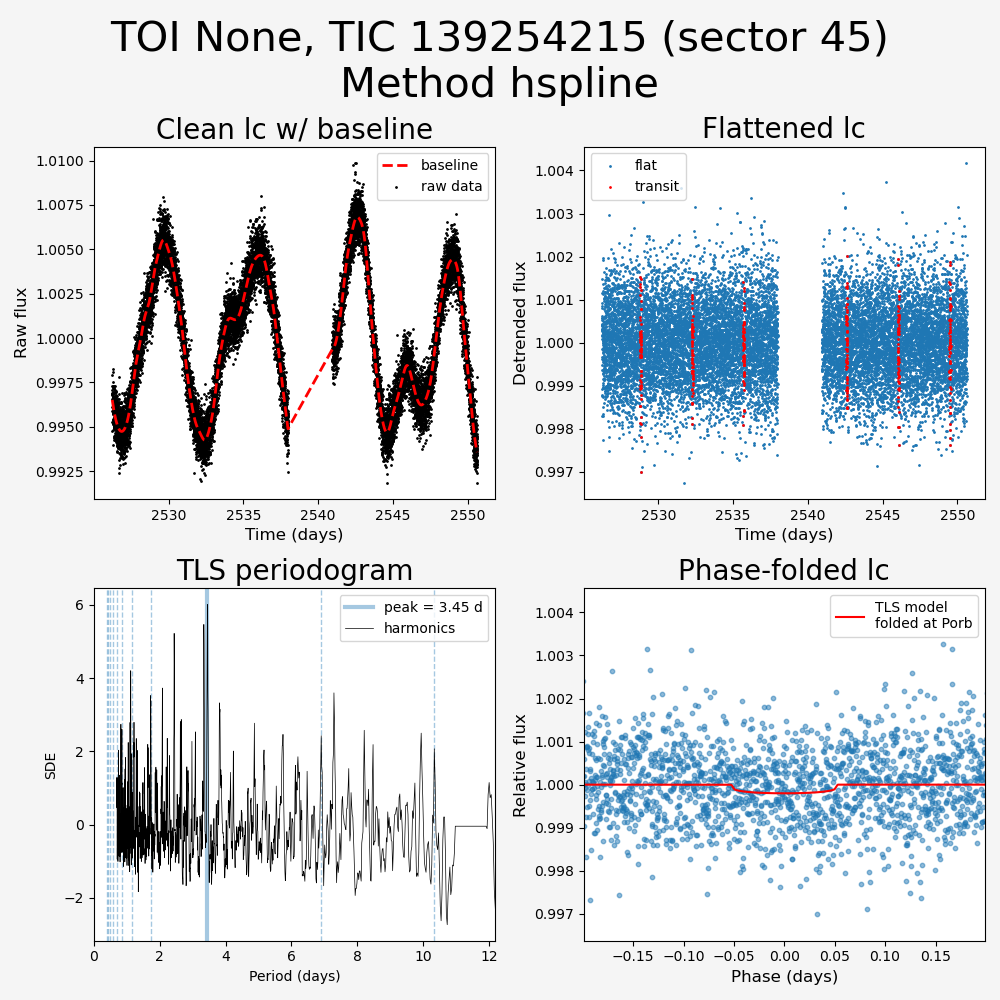 TOI None, TIC 139254215 (sector 45)
Method hspline
Clean lc w/ baseline
baseline
raw data
1.0100
1.0075
1.0050
1.0025
1.0000
0.9975
0.9950
0.9925
Raw flux
2530 2535 2540 2545 2550
Time (days)
Flattened lc
flat
transit
1.004
1.003
1.002
1.001
1.000
0.999
0.998
0.997
Detrended flux
2530 2535 2540 2545 2550
Time (days)
TLS periodogram
peak = 3.45 d
harmonics
6
4
2
0
−2
SDE
0 2 4 6 8 10 12
Period (days)
Phase-folded lc
TLS model
folded at Porb
1.004
1.003
1.002
1.001
1.000
0.999
0.998
0.997
Relative flux
−0.15 −0.10 −0.05 0.00 0.05 0.10 0.15
Phase (days)